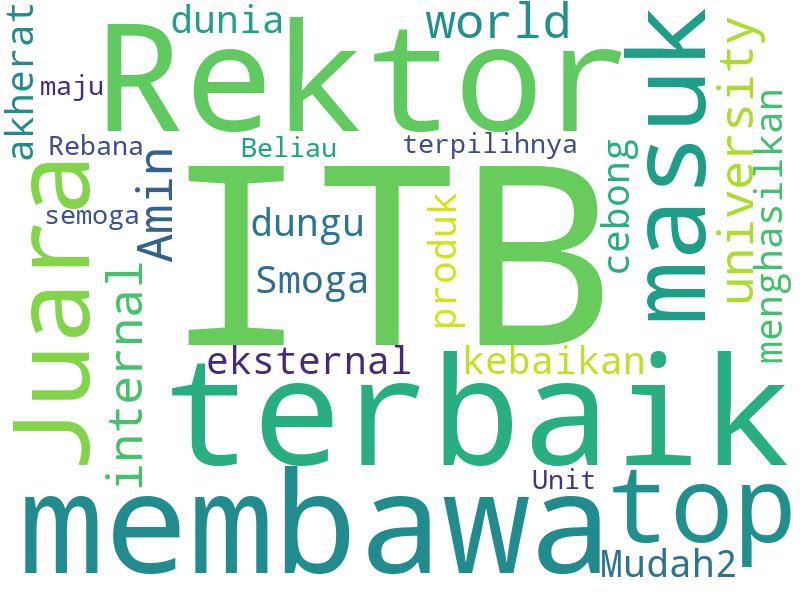 akherat
dunia
world
Rektor
masuk
university
maju
menghasilkan
Rebana
Beliau
terpilihnya
cebong
Amin
Juara
semoga
ITB
dungu
produk
Smoga
internal
eksternal
kebaikan
terbaik
membawa
Unit
top
Mudah2